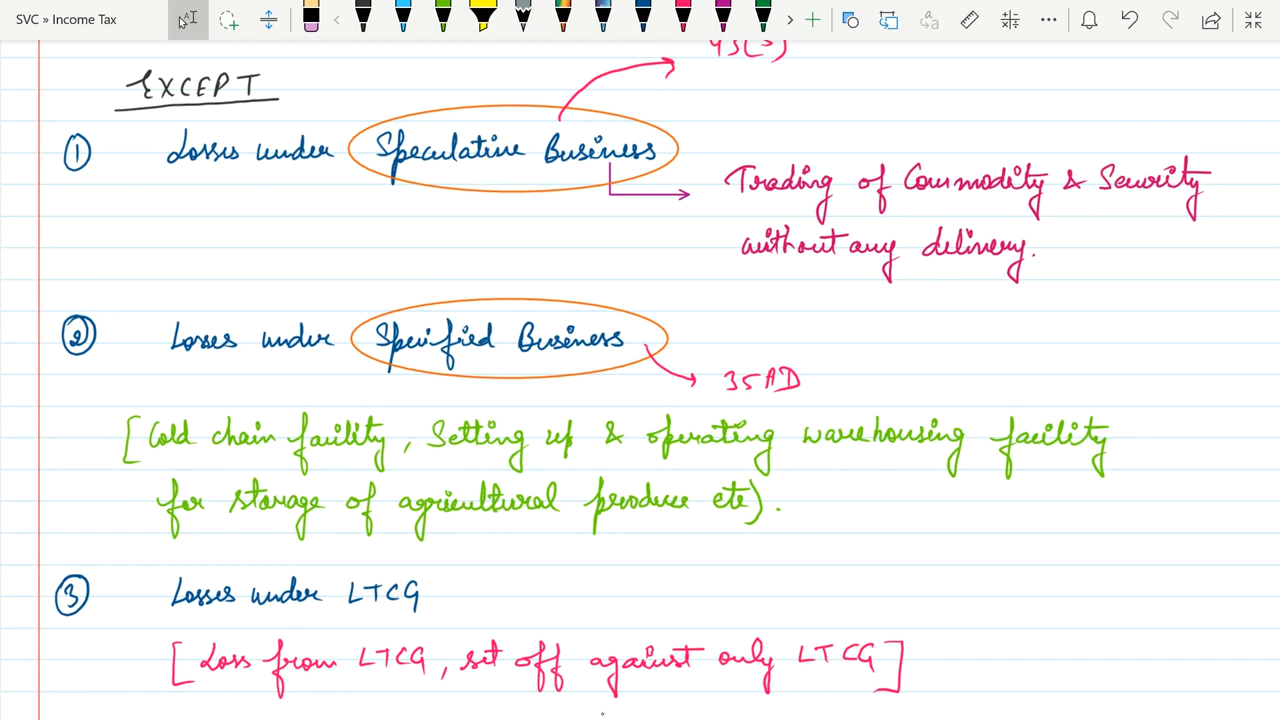 SVC » Income Tax
43(5)
EXCEPT
① Losses under Speculative Business
Trading of Commodity & Security
without any delivery.
② Losses under Specified Business
35AD
[Cold chain facility, Setting up & operating warehousing facility
for storage of agricultural produce etc).
③ Losses under LTCG
[Loss from LTCG, set off against only LTCG]